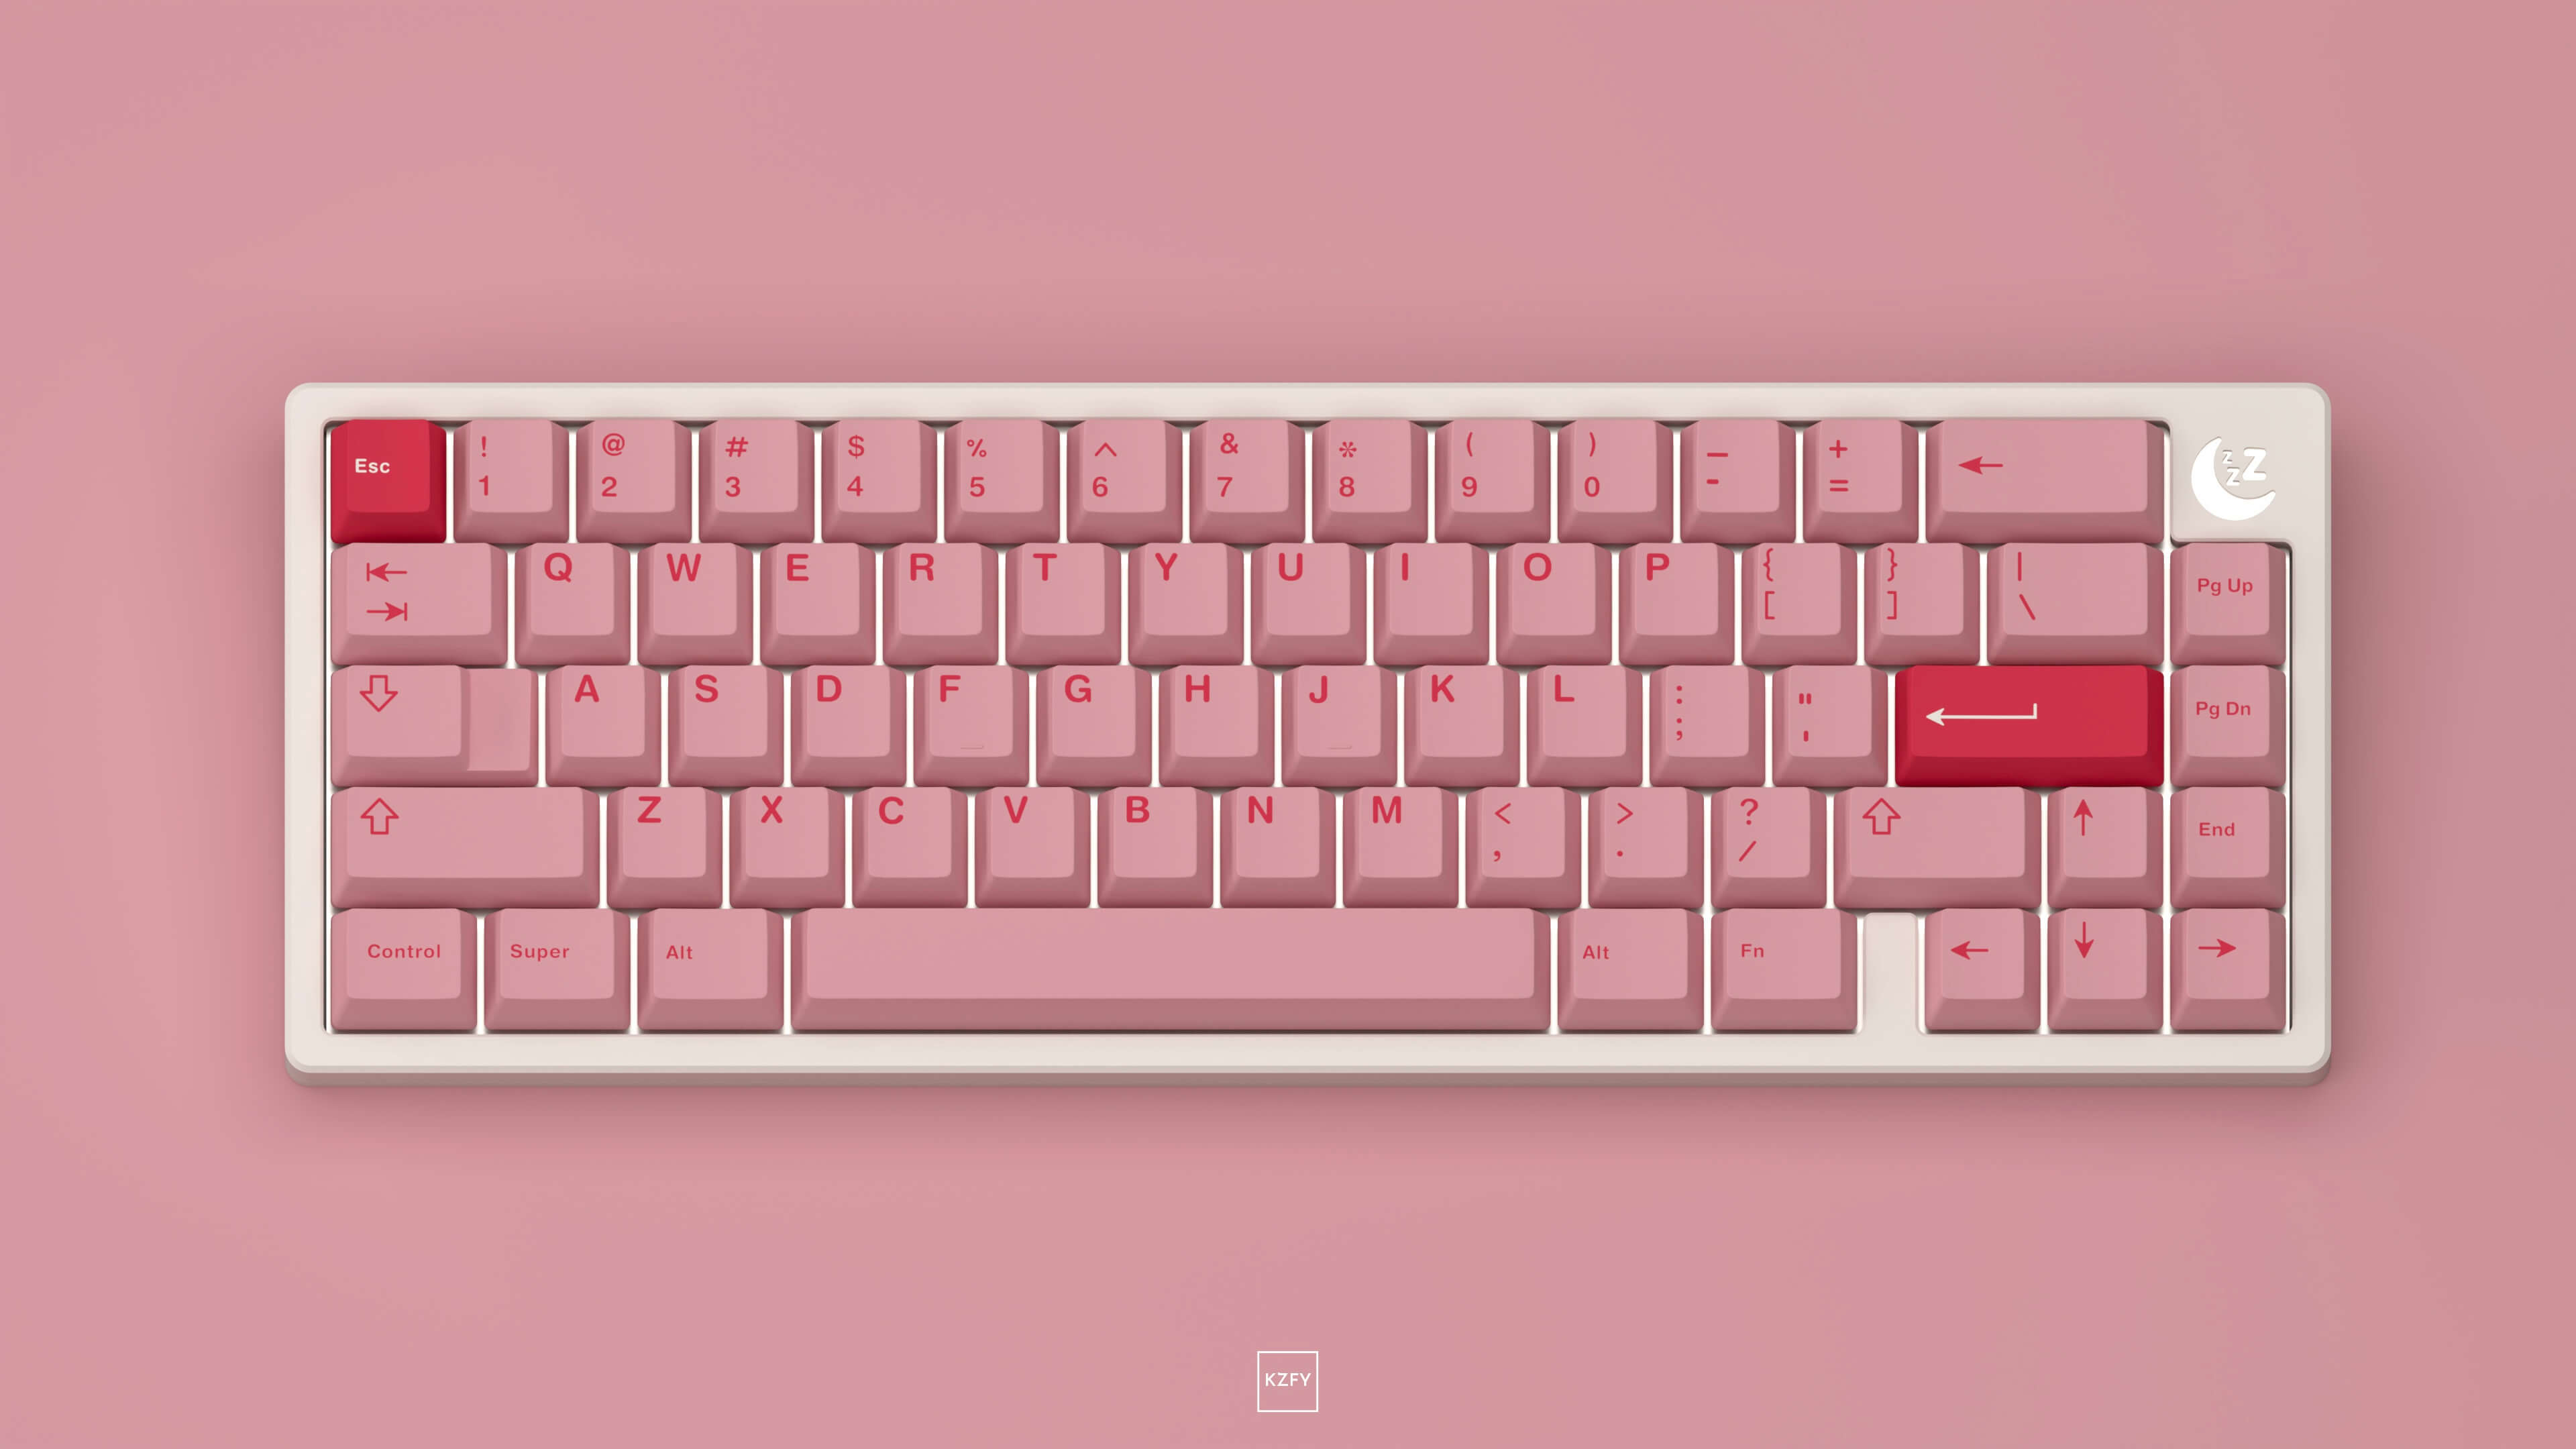 Esc ! 1 @ 2 # 3 $ 4 % 5 ^ 6 & 7 * 8 ( 9 ) 0 _ - + = ← zzZ
⇤ ⇥ Q W E R T Y U I O P { [ } ] | \ Pg Up
⇩ A S D F G H J K L : ; " ' ↵ Pg Dn
⇧ Z X C V B N M < , > . ? / ⇧ ↑ End
Control Super Alt Alt Fn ← ↓ →
KZFY